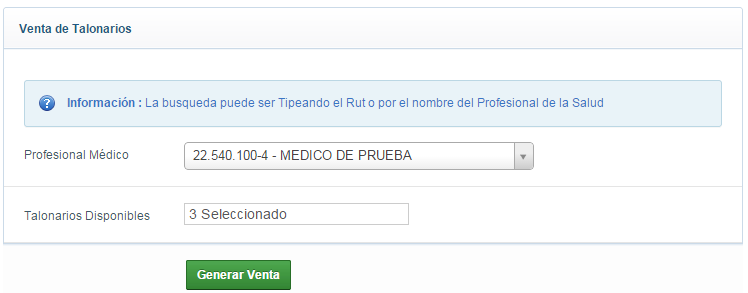 Venta de Talonarios
Información : La busqueda puede ser Tipeando el Rut o por el nombre del Profesional de la Salud
Profesional Médico
22.540.100-4 - MEDICO DE PRUEBA
Talonarios Disponibles
3 Seleccionado
Generar Venta